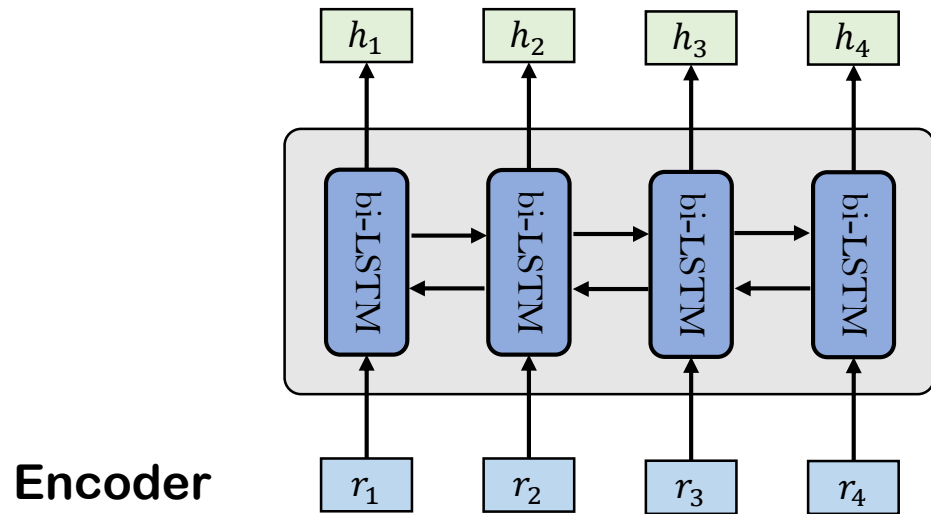 h₁ h₂ h₃ h₄
bi-LSTM bi-LSTM bi-LSTM bi-LSTM
Encoder r₁ r₂ r₃ r₄